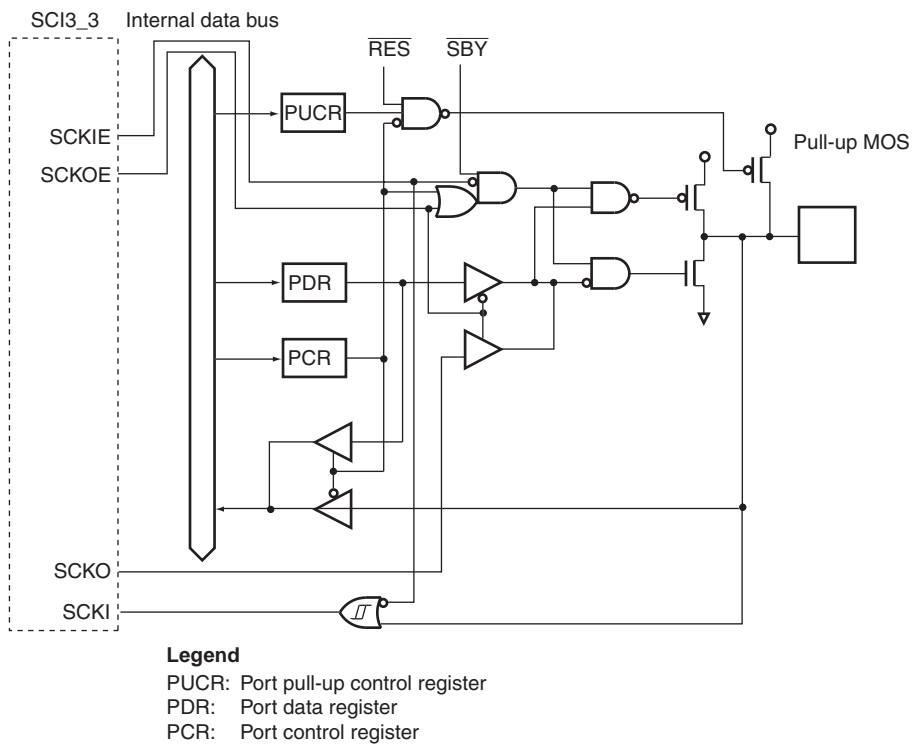 SCI3_3 Internal data bus
RES SBY
PUCR
SCKIE
Pull-up MOS
SCKOE
PDR
PCR
SCKO
SCKI
Legend
PUCR: Port pull-up control register
PDR: Port data register
PCR: Port control register